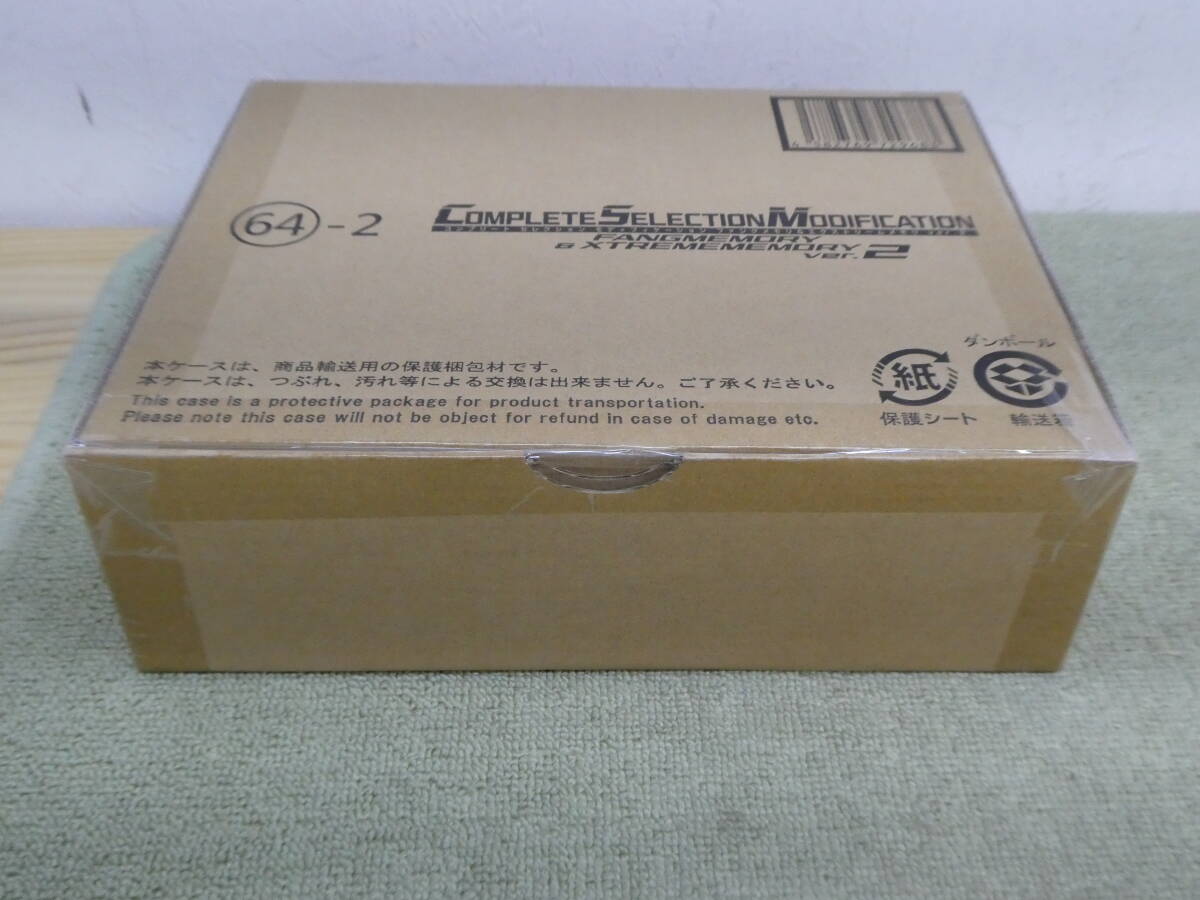 64-2
COMPLETE SELECTION MODIFICATION
FANGMEMORY
& XTREMEMEMORY
ver.2
本ケースは、商品輸送用の保護梱包材です。
本ケースは、つぶれ、汚れ等による交換は出来ません。ご了承ください。
This case is a protective package for product transportation.
Please note this case will not be object for refund in case of damage etc.
紙
保護シート
ダンボール
輸送箱